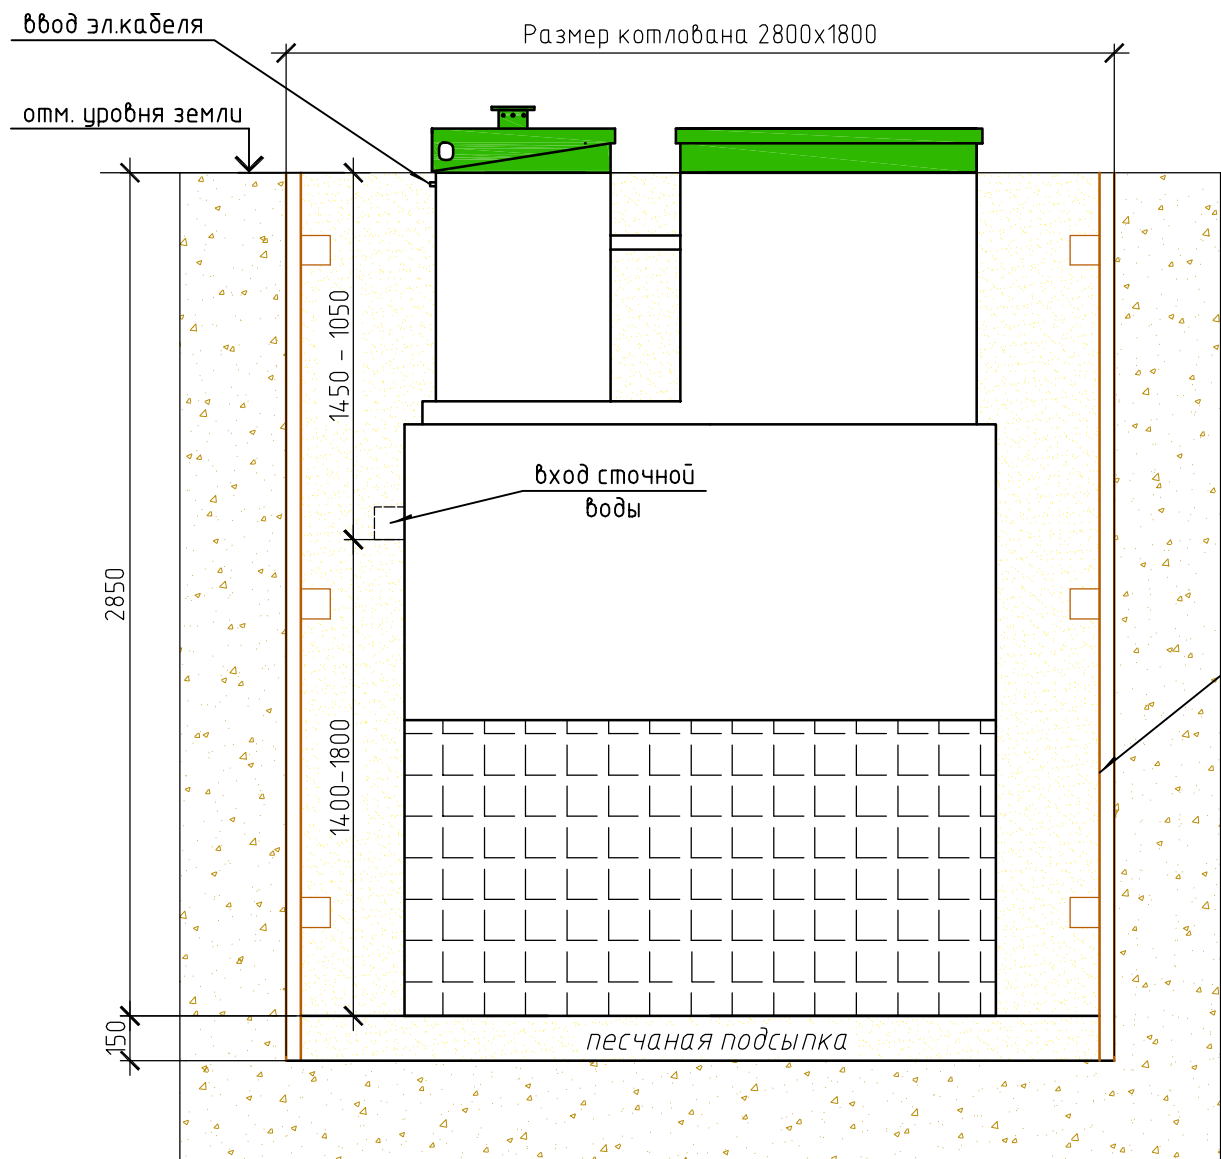 ввод эл.кабеля
Размер котлована 2800х1800
отм. уровня земли
1450 - 1050
вход сточной
воды
2850
1400-1800
150
песчаная подсыпка